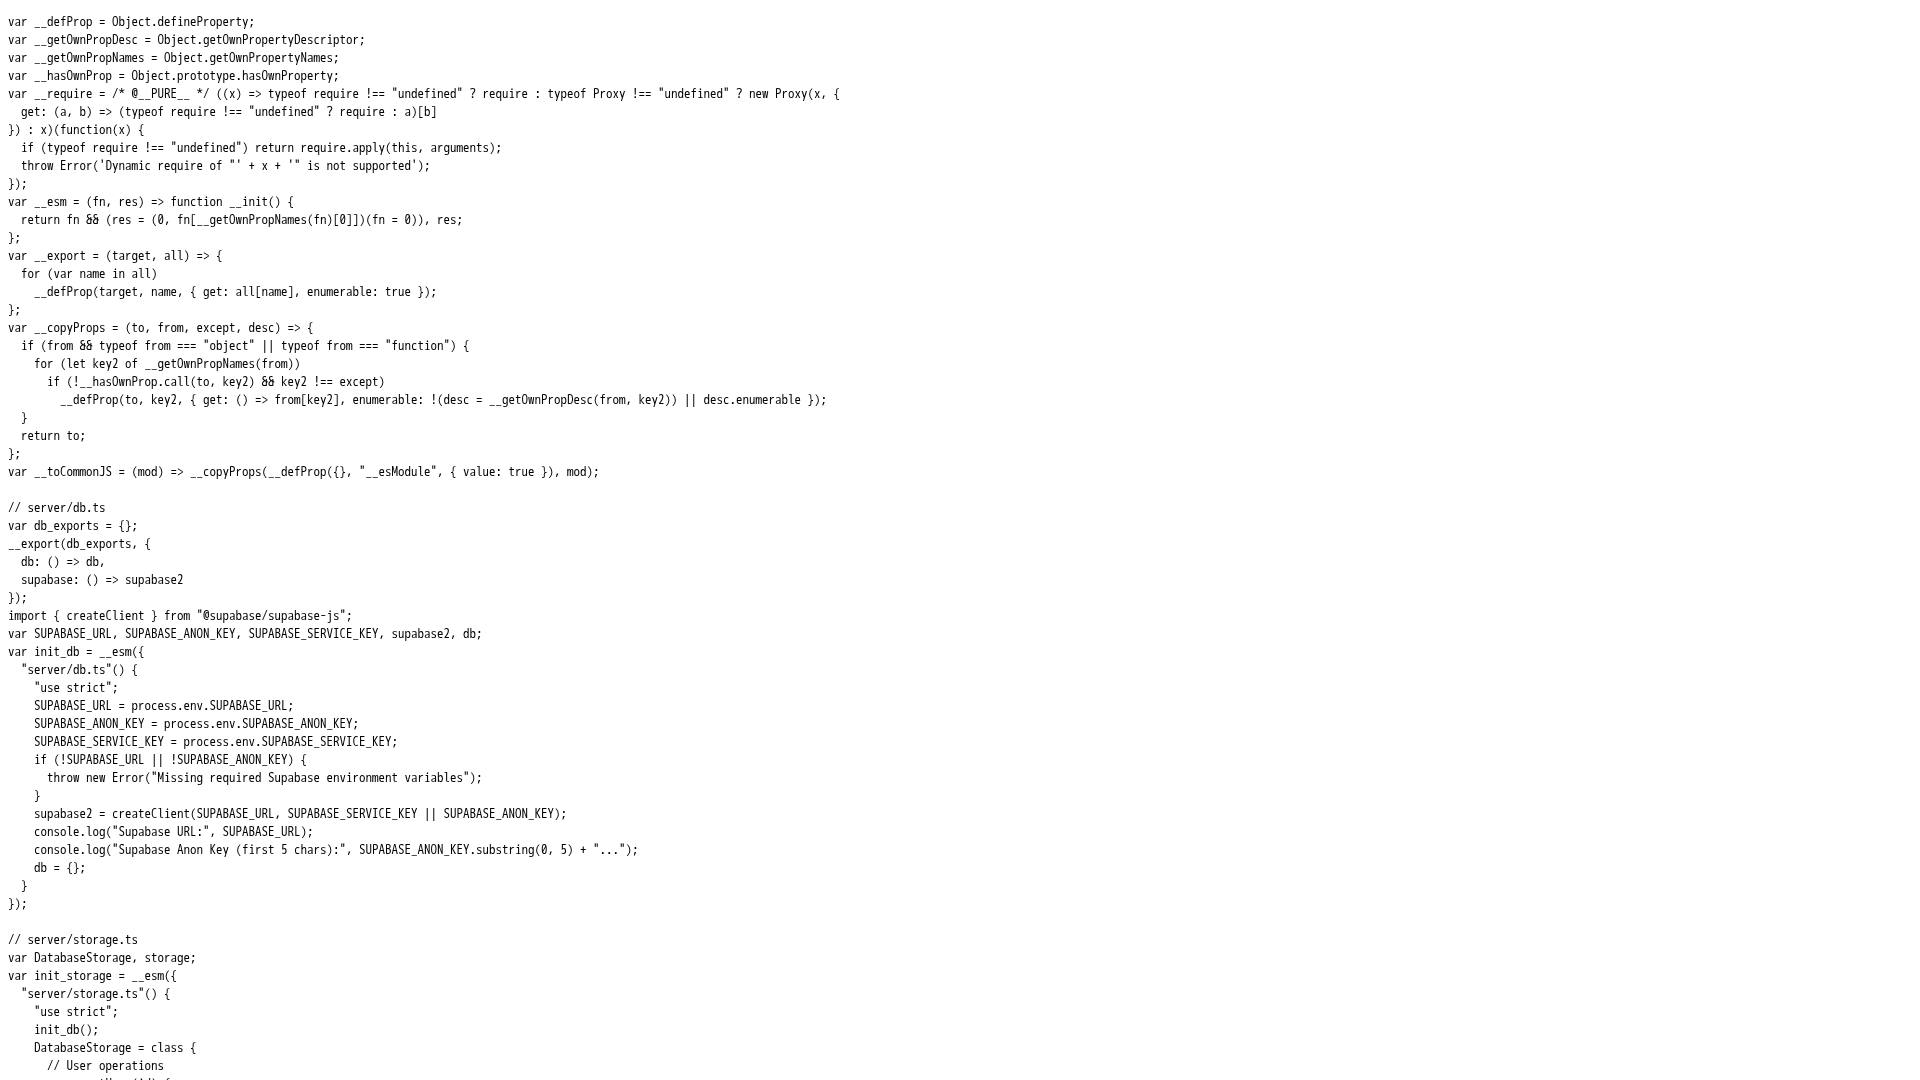 var __defProp = Object.defineProperty;
var __getOwnPropDesc = Object.getOwnPropertyDescriptor;
var __getOwnPropNames = Object.getOwnPropertyNames;
var __hasOwnProp = Object.prototype.hasOwnProperty;
var __require = /* @__PURE__ */ ((x) => typeof require !== "undefined" ? require : typeof Proxy !== "undefined" ? new Proxy(x, {
  get: (a, b) => (typeof require !== "undefined" ? require : a)[b]
}) : x)(function(x) {
  if (typeof require !== "undefined") return require.apply(this, arguments);
  throw Error('Dynamic require of "' + x + '" is not supported');
});
var __esm = (fn, res) => function __init() {
  return fn && (res = (0, fn[__getOwnPropNames(fn)[0]])(fn = 0)), res;
};
var __export = (target, all) => {
  for (var name in all)
    __defProp(target, name, { get: all[name], enumerable: true });
};
var __copyProps = (to, from, except, desc) => {
  if (from && typeof from === "object" || typeof from === "function") {
    for (let key2 of __getOwnPropNames(from))
      if (!__hasOwnProp.call(to, key2) && key2 !== except)
        __defProp(to, key2, { get: () => from[key2], enumerable: !(desc = __getOwnPropDesc(from, key2)) || desc.enumerable });
  }
  return to;
};
var __toCommonJS = (mod) => __copyProps(__defProp({}, "__esModule", { value: true }), mod);

// server/db.ts
var db_exports = {};
__export(db_exports, {
  db: () => db,
  supabase: () => supabase2
});
import { createClient } from "@supabase/supabase-js";
var SUPABASE_URL, SUPABASE_ANON_KEY, SUPABASE_SERVICE_KEY, supabase2, db;
var init_db = __esm({
  "server/db.ts"() {
    "use strict";
    SUPABASE_URL = process.env.SUPABASE_URL;
    SUPABASE_ANON_KEY = process.env.SUPABASE_ANON_KEY;
    SUPABASE_SERVICE_KEY = process.env.SUPABASE_SERVICE_KEY;
    if (!SUPABASE_URL || !SUPABASE_ANON_KEY) {
      throw new Error("Missing required Supabase environment variables");
    }
    supabase2 = createClient(SUPABASE_URL, SUPABASE_SERVICE_KEY || SUPABASE_ANON_KEY);
    console.log("Supabase URL:", SUPABASE_URL);
    console.log("Supabase Anon Key (first 5 chars):", SUPABASE_ANON_KEY.substring(0, 5) + "...");
    db = {};
  }
});

// server/storage.ts
var DatabaseStorage, storage;
var init_storage = __esm({
  "server/storage.ts"() {
    "use strict";
    init_db();
    DatabaseStorage = class {
      // User operations